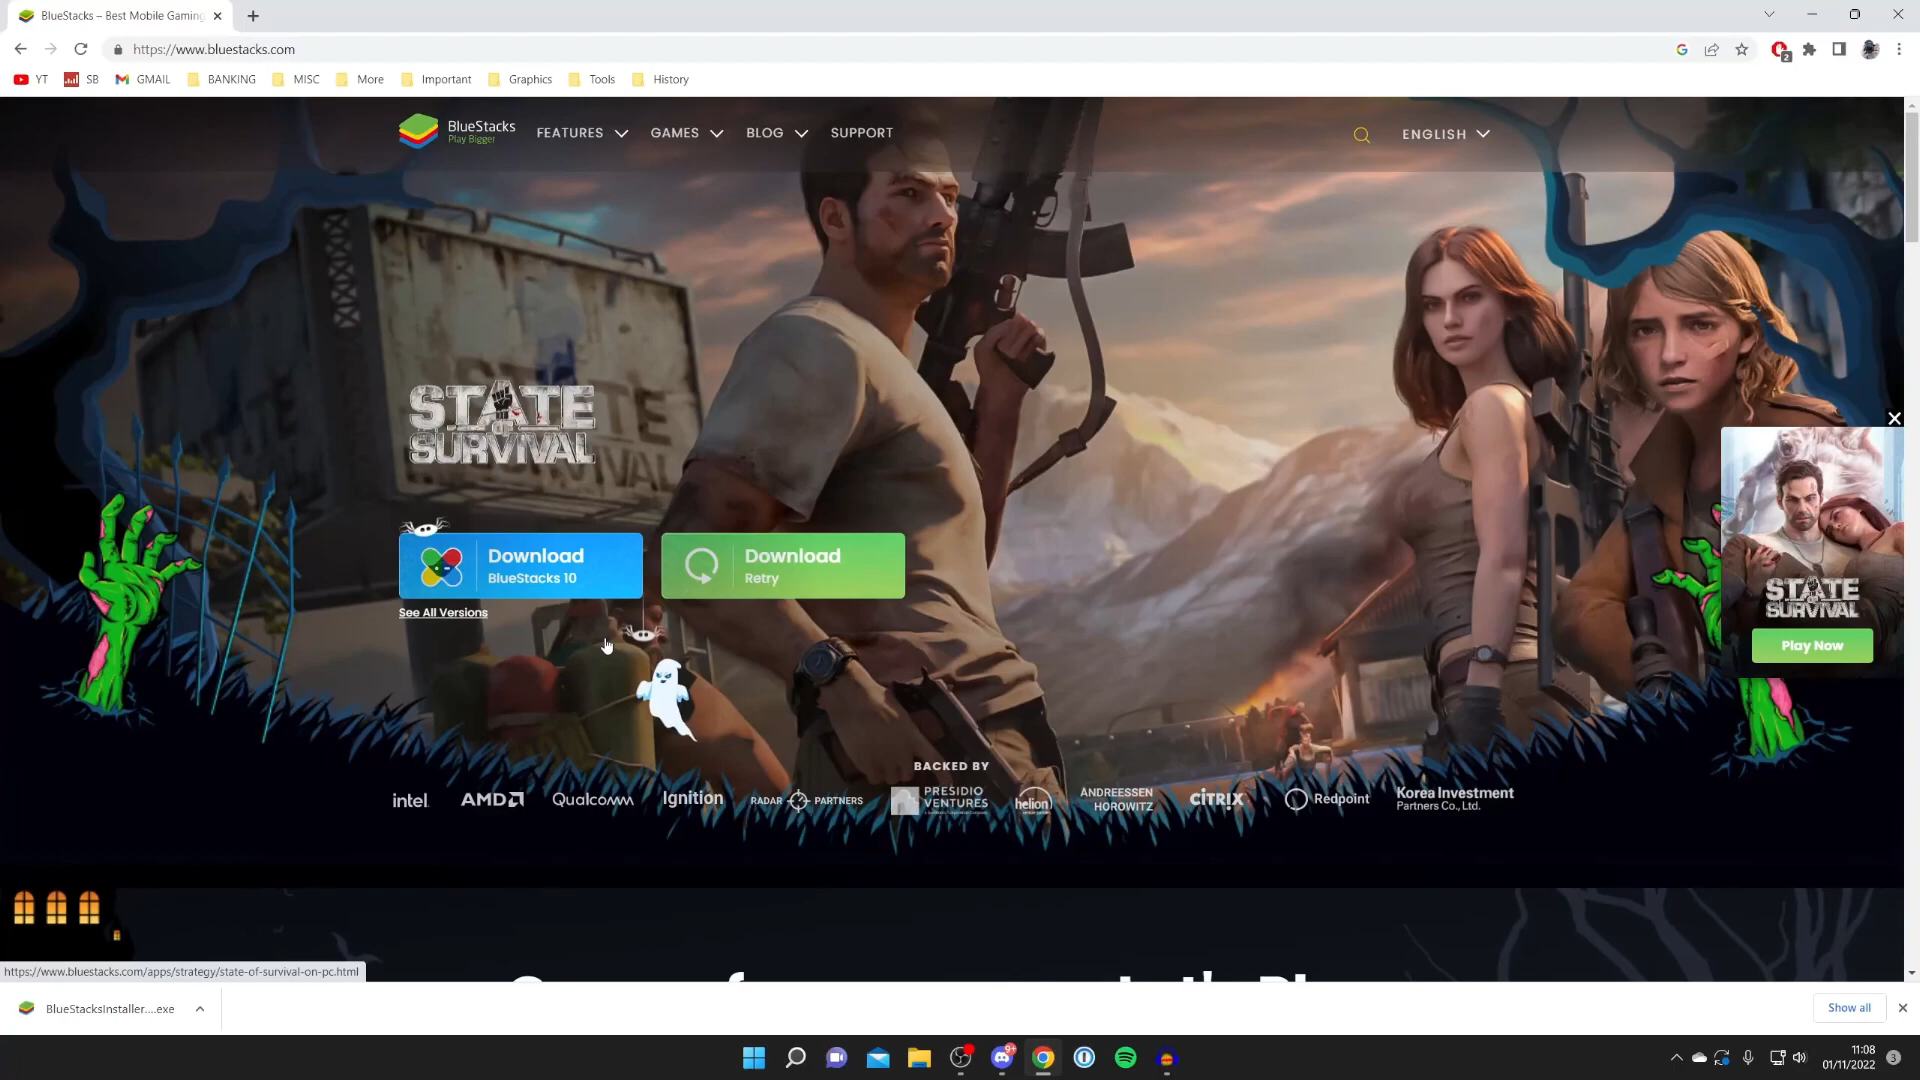 BlueStacks – Best Mobile Gaming
https://www.bluestacks.com
2
YT
SB
GMAIL
BANKING
MISC
More
Important
Graphics
Tools
History
BlueStacks
Play Bigger
FEATURES
GAMES
BLOG
SUPPORT
ENGLISH
STATE
OF
SURVIVAL
Download
BlueStacks 10
Download
Retry
See All Versions
STATE
OF
SURVIVAL
Play Now
BACKED BY
intel.
AMD
Qualcomm
Ignition
RADAR PARTNERS
PRESIDIO
VENTURES
helion
ANDREESSEN
HOROWITZ
CITRIX
Redpoint
Korea Investment
Partners Co., Ltd.
https://www.bluestacks.com/apps/strategy/state-of-survival-on-pc.html
BlueStacksInstaller....exe
Show all
9+
11:08
01/11/2022
3